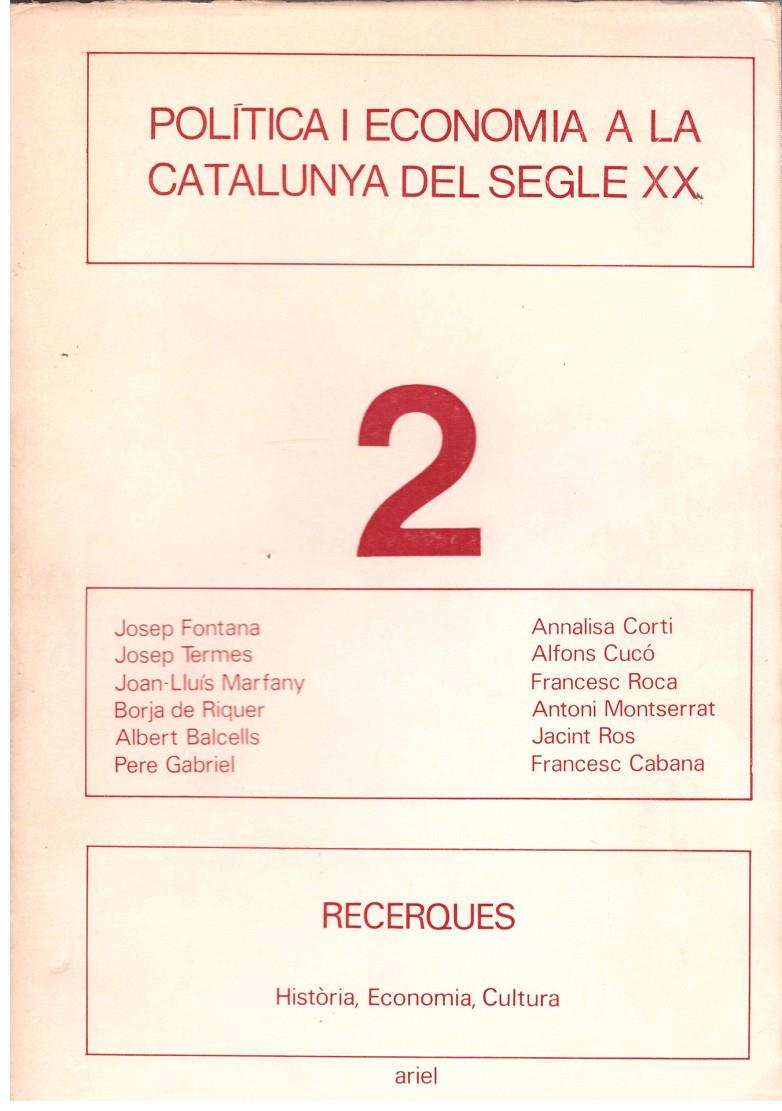 POLÍTICA I ECONOMIA A LA
CATALUNYA DEL SEGLE XX
2
Josep Fontana
Josep Termes
Joan-Lluís Marfany
Borja de Riquer
Albert Balcells
Pere Gabriel
Annalisa Corti
Alfons Cucó
Francesc Roca
Antoni Montserrat
Jacint Ros
Francesc Cabana
RECERQUES
Història, Economia, Cultura
ariel